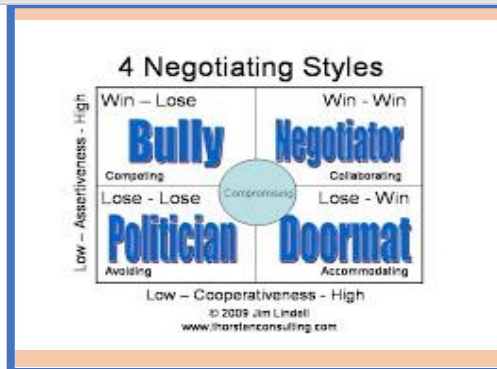 4 Negotiating Styles
Low – Assertiveness - High
Win – Lose
Win - Win
Bully
Negotiator
Competing
Collaborating
Compromising
Lose - Lose
Lose - Win
Politician
Doormat
Avoiding
Accommodating
Low – Cooperativeness - High
© 2009 Jim Lindell
www.thorstenconsulting.com